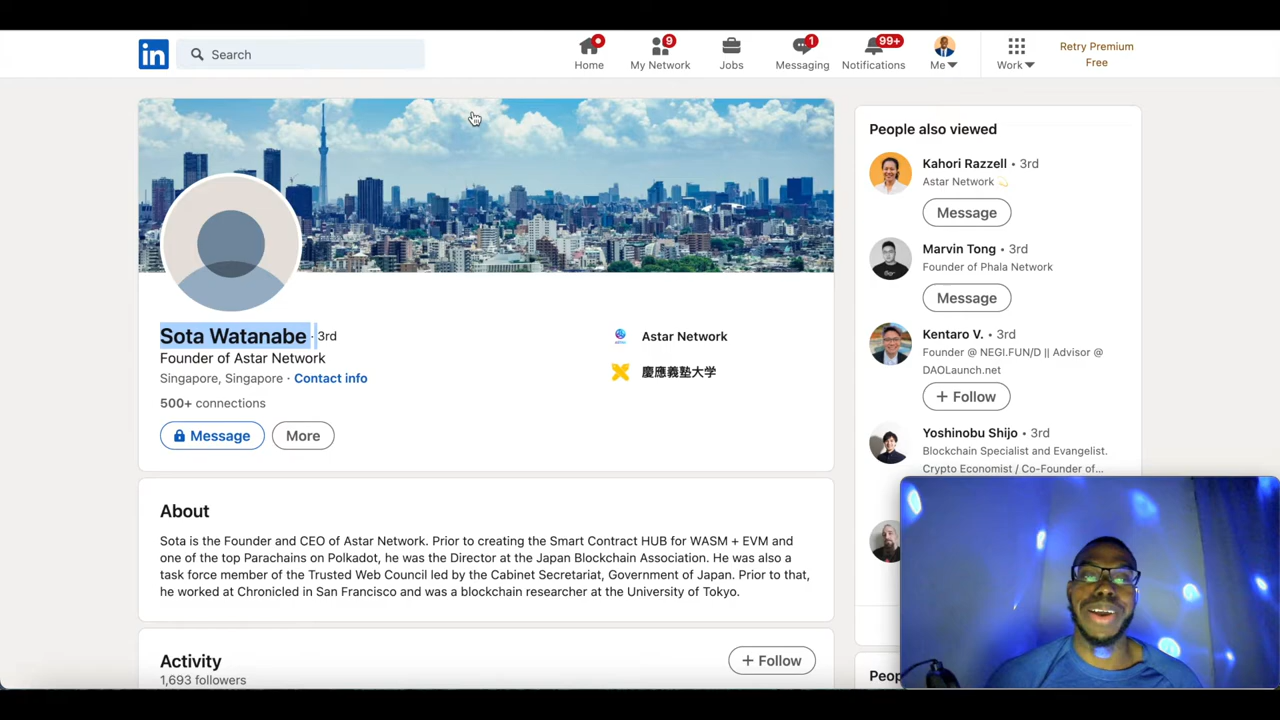 in
Search
9
1
99+
Home
My Network
Jobs
Messaging
Notifications
Me
Work
Retry Premium
Free
Sota Watanabe · 3rd
Founder of Astar Network
Singapore, Singapore · Contact info
500+ connections
Message
More
Astar Network
慶應義塾大学
About
Sota is the Founder and CEO of Astar Network. Prior to creating the Smart Contract HUB for WASM + EVM and
one of the top Parachains on Polkadot, he was the Director at the Japan Blockchain Association. He was also a
task force member of the Trusted Web Council led by the Cabinet Secretariat, Government of Japan. Prior to that,
he worked at Chronicled in San Francisco and was a blockchain researcher at the University of Tokyo.
Activity
1,693 followers
+ Follow
People also viewed
Kahori Razzell • 3rd
Astar Network
Message
Marvin Tong • 3rd
Founder of Phala Network
Message
Kentaro V. • 3rd
Founder @ NEGI.FUN/D || Advisor @
DAOLaunch.net
+ Follow
Yoshinobu Shijo • 3rd
Blockchain Specialist and Evangelist.
Crypto Economist / Co-Founder of...